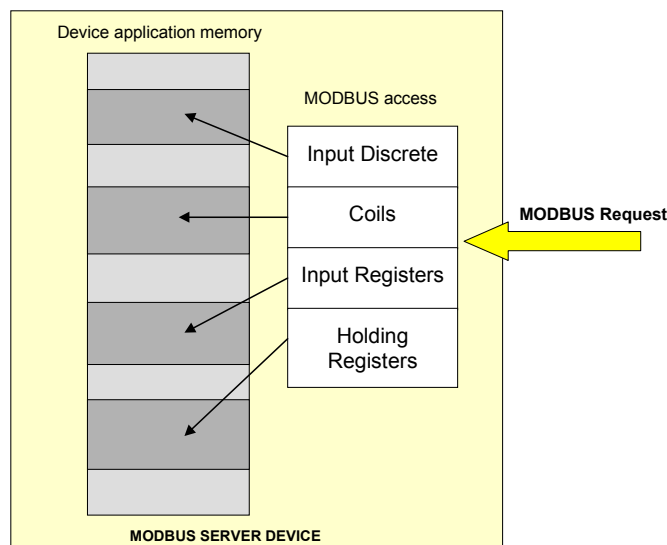 Device application memory
MODBUS access
Input Discrete
Coils
MODBUS Request
Input Registers
Holding
Registers
MODBUS SERVER DEVICE